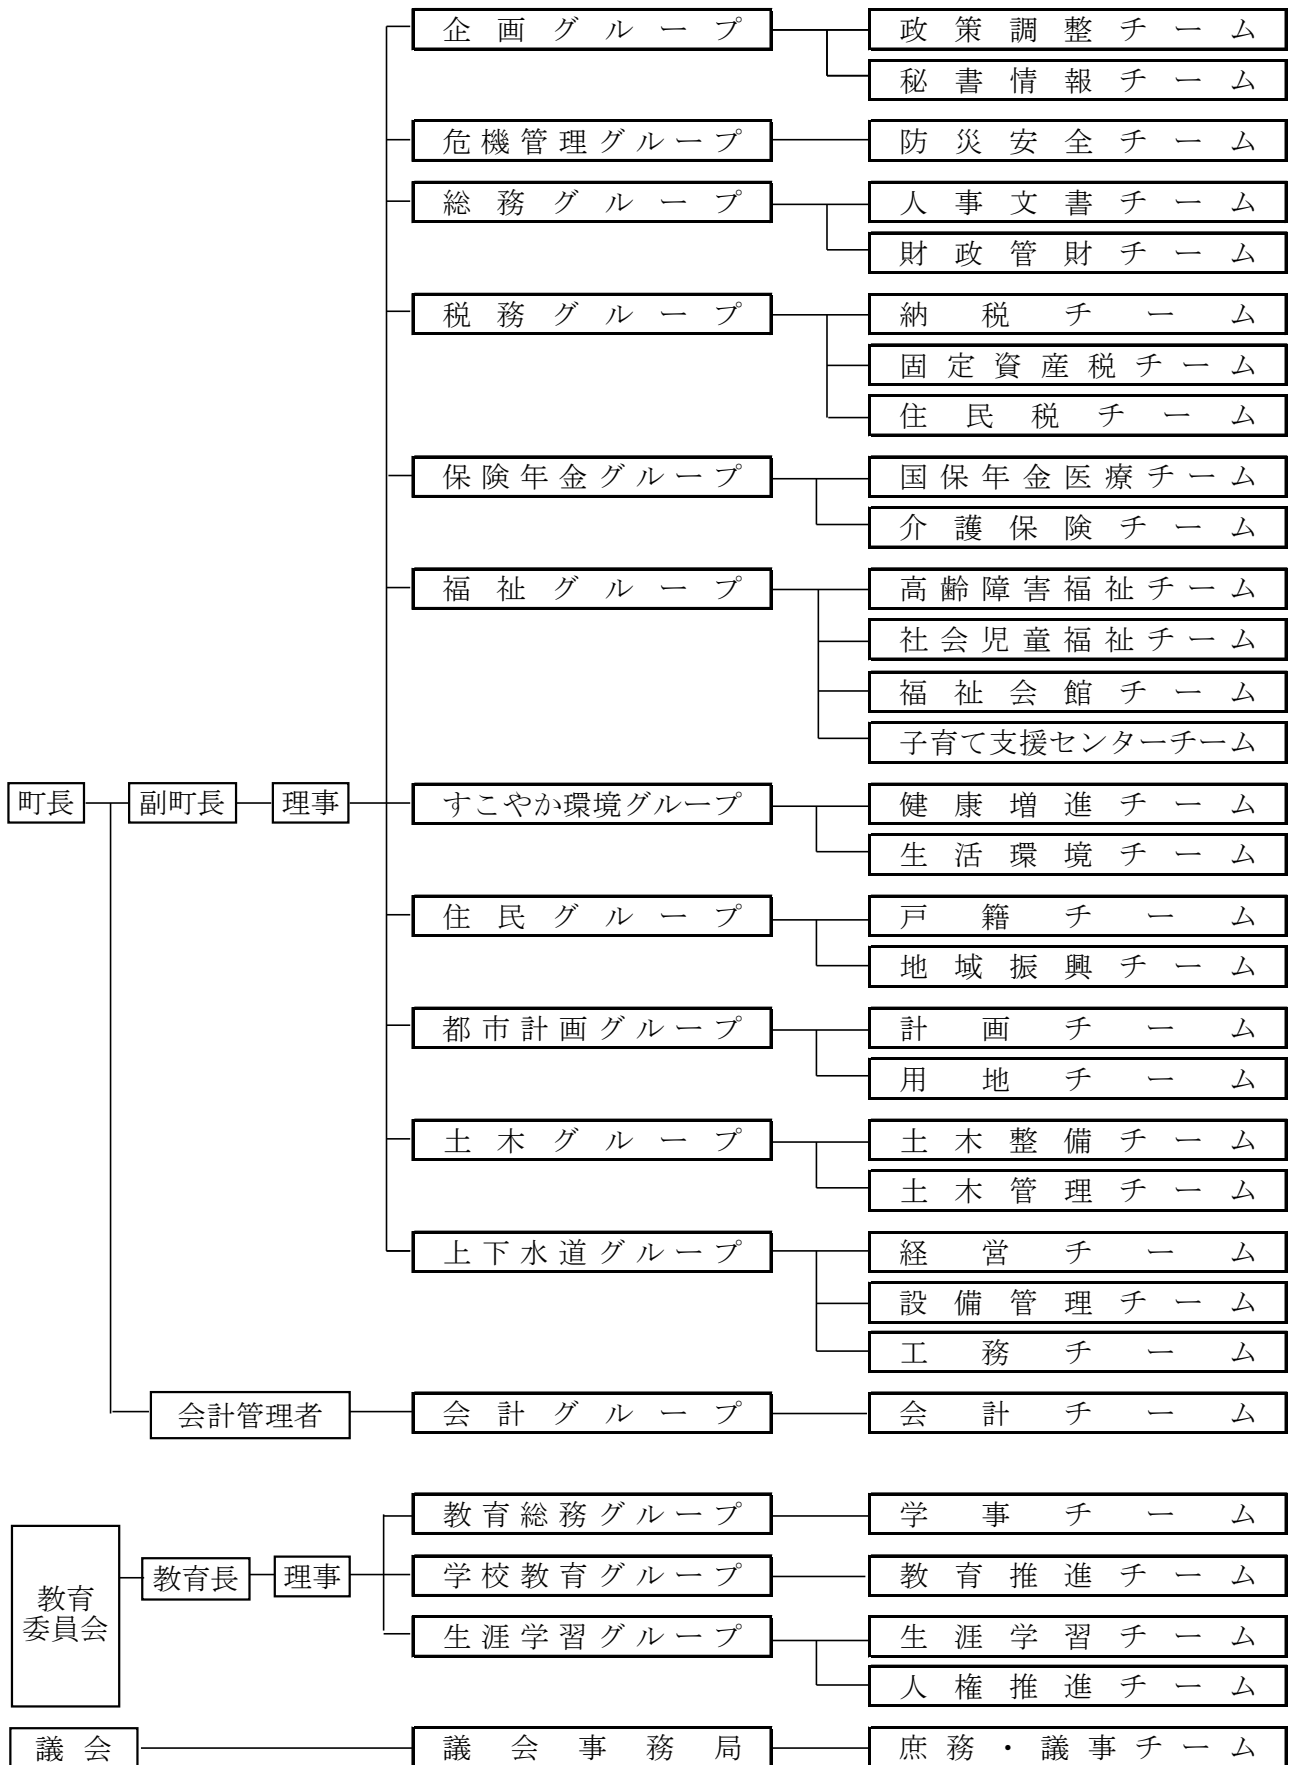 企画グループ 政策調整チーム
秘書情報チーム
危機管理グループ 防災安全チーム
総務グループ 人事文書チーム
財政管財チーム
税務グループ 納税チーム
固定資産税チーム
住民税チーム
保険年金グループ 国保年金医療チーム
介護保険チーム
福祉グループ 高齢障害福祉チーム
社会児童福祉チーム
福祉会館チーム
子育て支援センターチーム
町長 副町長 理事 すこやか環境グループ 健康増進チーム
生活環境チーム
住民グループ 戸籍チーム
地域振興チーム
都市計画グループ 計画チーム
用地チーム
土木グループ 土木整備チーム
土木管理チーム
上下水道グループ 経営チーム
設備管理チーム
工務チーム
会計管理者 会計グループ 会計チーム
教育総務グループ 学事チーム
教育
委員会 教育長 理事 学校教育グループ 教育推進チーム
生涯学習グループ 生涯学習チーム
人権推進チーム
議会 議会事務局 庶務・議事チーム